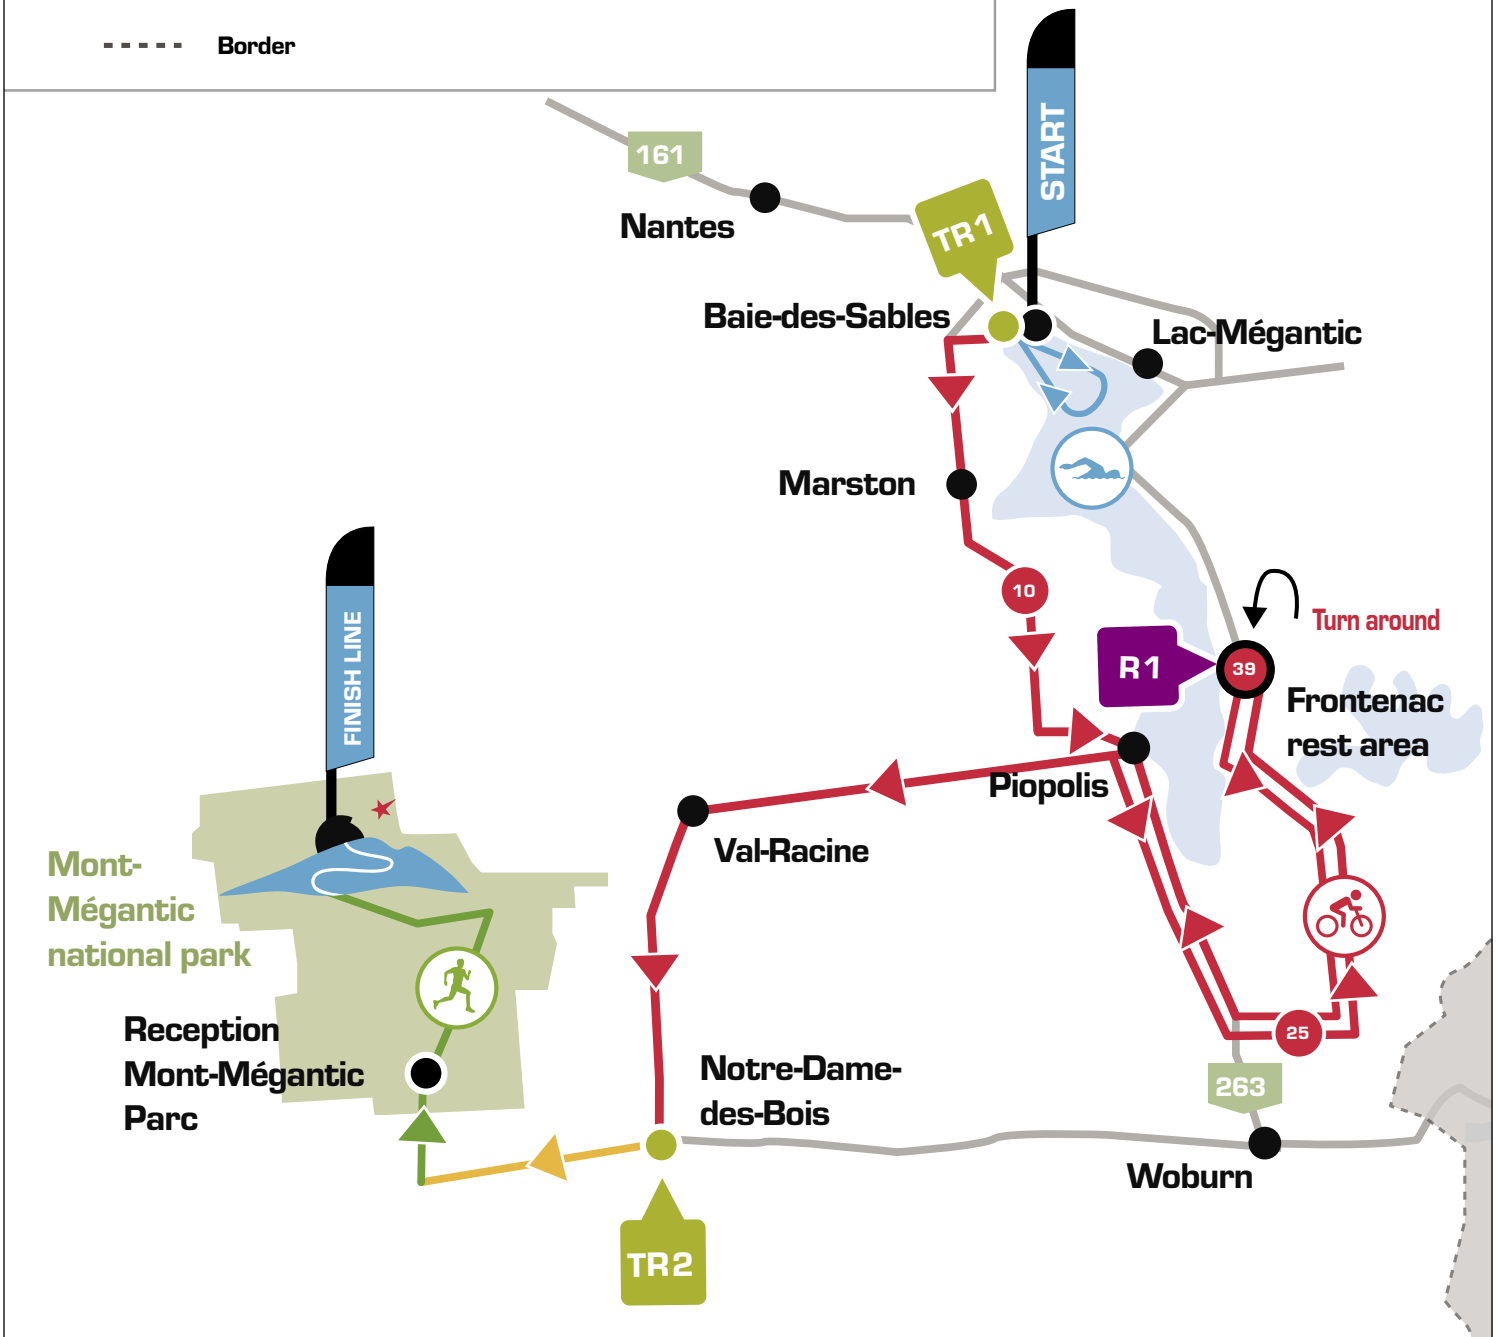 Border
START
161
Nantes
TR1
Baie-des-Sables
Lac-Mégantic
Marston
10
Turn around
R1
39
Frontenac
rest area
FINISH LINE
Piopolis
Val-Racine
Mont-
Mégantic
national park
Reception
Mont-Mégantic
Parc
25
Notre-Dame-
des-Bois
263
Woburn
TR2